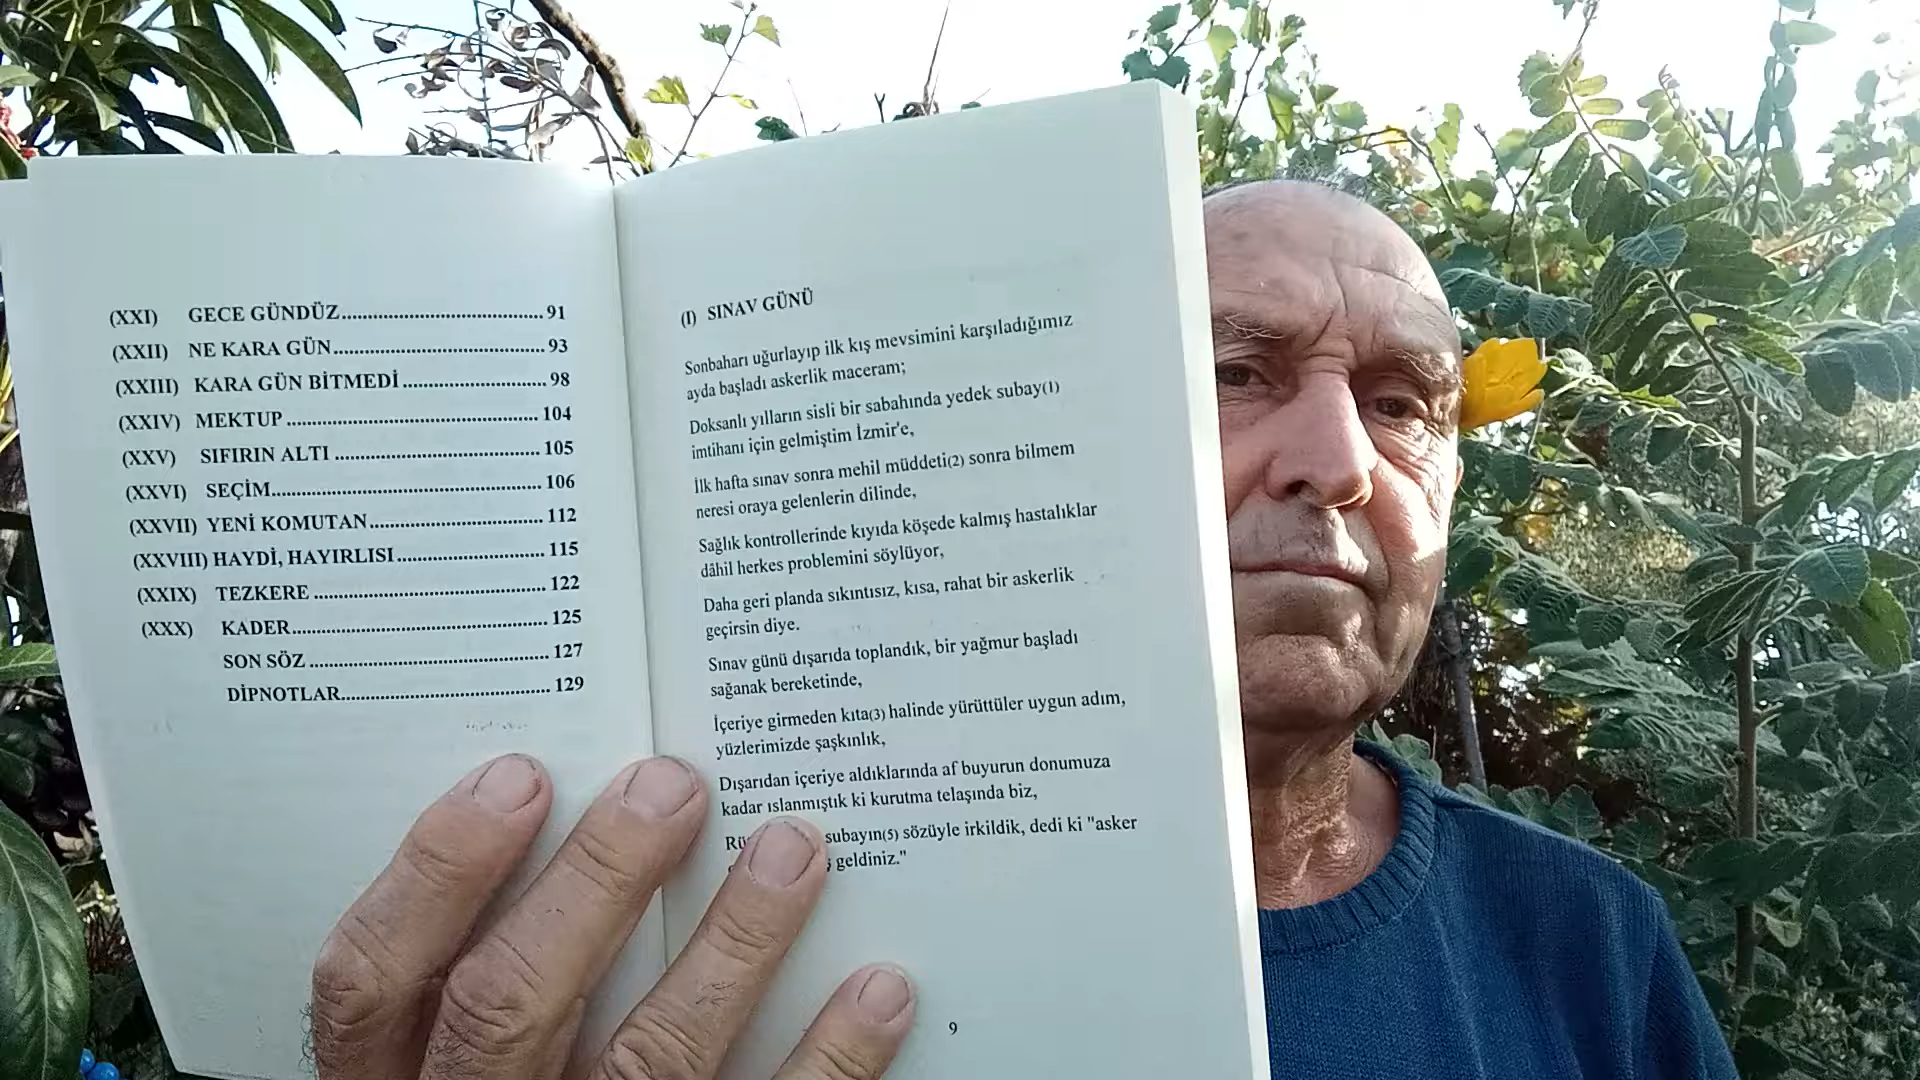 (XXI) GECE GÜNDÜZ.......................................... 91
(XXII) NE KARA GÜN............................................ 93
(XXIII) KARA GÜN BİTMEDİ.............................. 98
(XXIV) MEKTUP.................................................... 104
(XXV) SIFIRIN ALTI.......................................... 105
(XXVI) SEÇİM...................................................... 106
(XXVII) YENİ KOMUTAN..................................... 112
(XXVIII) HAYDİ, HAYIRLISI................................ 115
(XXIX) TEZKERE................................................ 122
(XXX) KADER..................................................... 125
SON SÖZ.................................................. 127
DİPNOTLAR........................................... 129
(I) SINAV GÜNÜ
Sonbaharı uğurlayıp ilk kış mevsimini karşıladığımız
ayda başladı askerlik maceram;
Doksanlı yılların sisli bir sabahında yedek subay(1)
imtihanı için gelmiştim İzmir'e,
İlk hafta sınav sonra mehil müddeti(2) sonra bilmem
neresi oraya gelenlerin dilinde,
Sağlık kontrollerinde kıyıda köşede kalmış hastalıklar
dâhil herkes problemini söylüyor,
Daha geri planda sıkıntısız, kısa, rahat bir askerlik
geçirsin diye.
Sınav günü dışarıda toplandık, bir yağmur başladı
sağanak bereketinde,
İçeriye girmeden kıta(3) halinde yürüttüler uygun adım,
yüzlerimizde şaşkınlık,
Dışarıdan içeriye aldıklarında af buyurun donumuza
kadar ıslanmıştık ki kurutma telaşında biz,
subayın(5) sözüyle irkildik, dedi ki "asker
geldiniz."
9